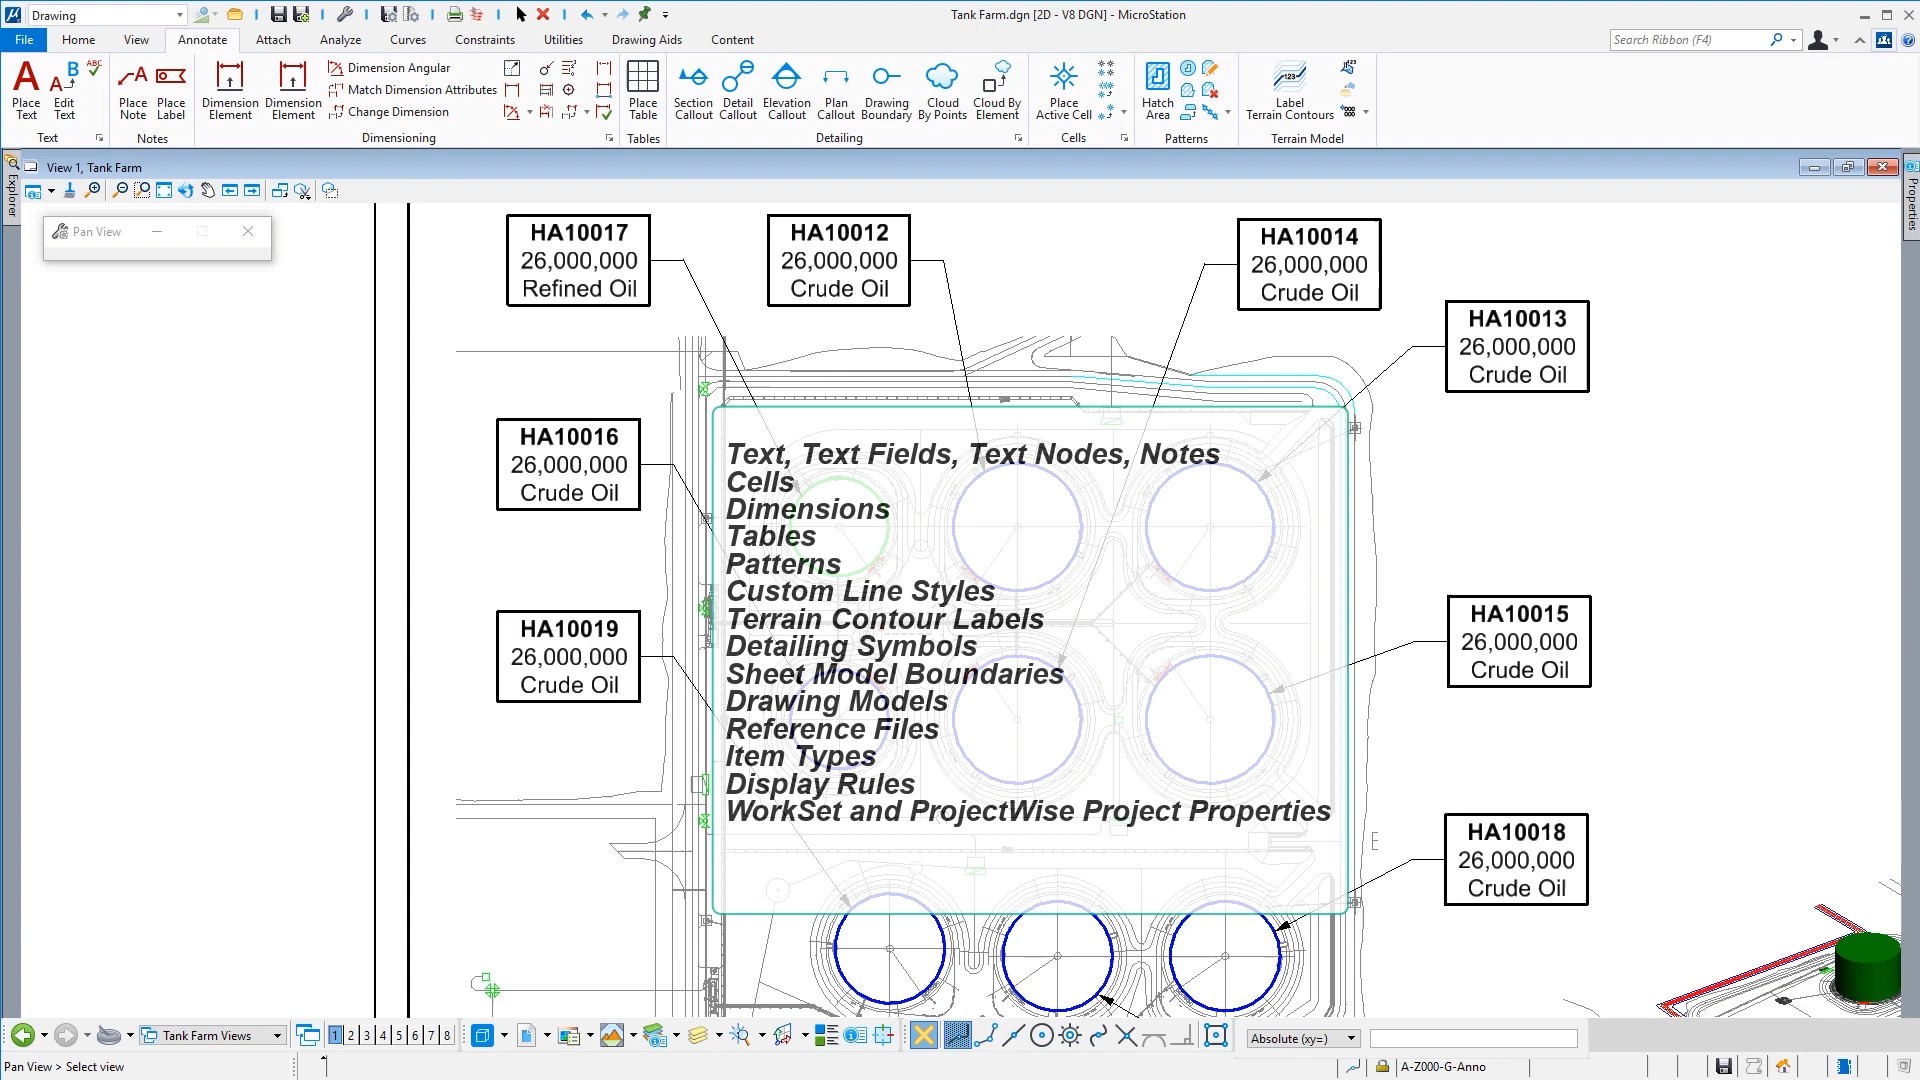 Drawing
Tank Farm.dgn [2D - V8 DGN] - MicroStation
File Home View Annotate Attach Analyze Curves Constraints Utilities Drawing Aids Content
Search Ribbon (F4)
Place Text
Edit Text
ABC
Text
Place Note
Place Label
Notes
Dimension Element
Dimension Element
Dimension Angular
Match Dimension Attributes
Change Dimension
Dimensioning
Place Table
Tables
Section Callout
Detail Callout
Elevation Callout
Plan Callout
Drawing Boundary
Cloud By Points
Cloud By Element
Detailing
Place Active Cell
Cells
Hatch Area
Patterns
Label Terrain Contours
Terrain Model
Explorer
View 1, Tank Farm
Properties
Pan View
HA10017
26,000,000
Refined Oil
HA10012
26,000,000
Crude Oil
HA10014
26,000,000
Crude Oil
HA10013
26,000,000
Crude Oil
HA10016
26,000,000
Crude Oil
HA10019
26,000,000
Crude Oil
Text, Text Fields, Text Nodes, Notes
Cells
Dimensions
Tables
Patterns
Custom Line Styles
Terrain Contour Labels
Detailing Symbols
Sheet Model Boundaries
Drawing Models
Reference Files
Item Types
Display Rules
WorkSet and ProjectWise Project Properties
HA10015
26,000,000
Crude Oil
HA10018
26,000,000
Crude Oil
Tank Farm Views
1 2 3 4 5 6 7 8
Absolute (xy=)
Pan View > Select view
A-Z000-G-Anno